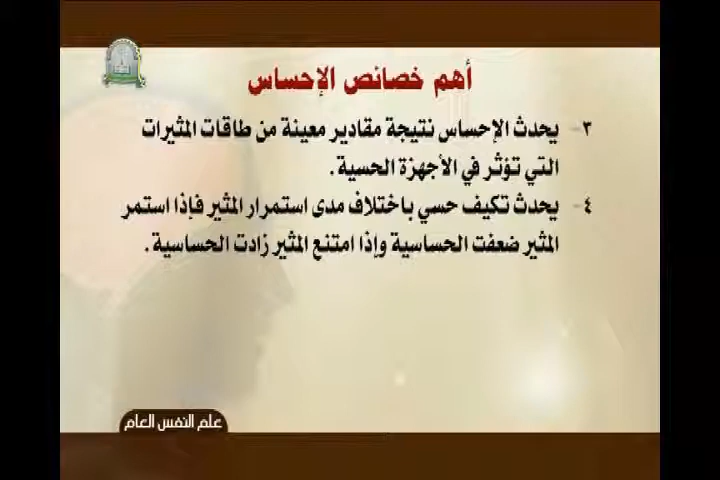 أهم خصائص الإحساس
٣- يحدث الإحساس نتيجة مقادير معينة من طاقات المثيرات
التي تؤثر في الأجهزة الحسية.
٤- يحدث تكيف حسي باختلاف مدى استمرار المثير فإذا استمر
المثير ضعفت الحساسية وإذا امتنع المثير زادت الحساسية.
علم النفس العام